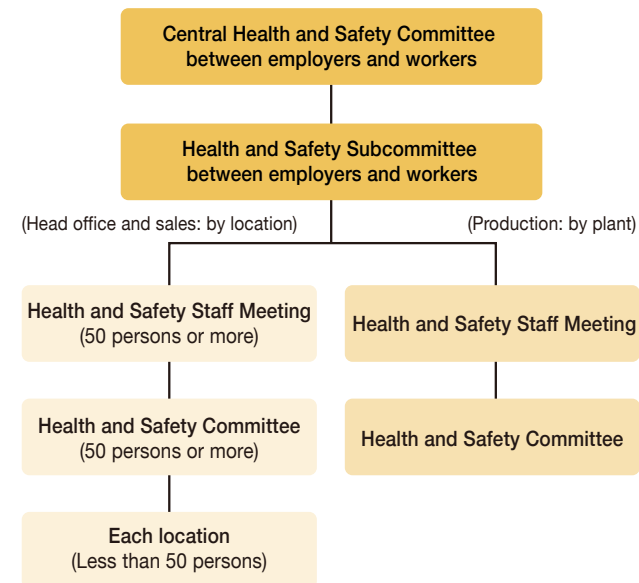 Central Health and Safety Committee
between employers and workers
Health and Safety Subcommittee
between employers and workers
(Head office and sales: by location)
(Production: by plant)
Health and Safety Staff Meeting
(50 persons or more)
Health and Safety Staff Meeting
Health and Safety Committee
(50 persons or more)
Health and Safety Committee
Each location
(Less than 50 persons)